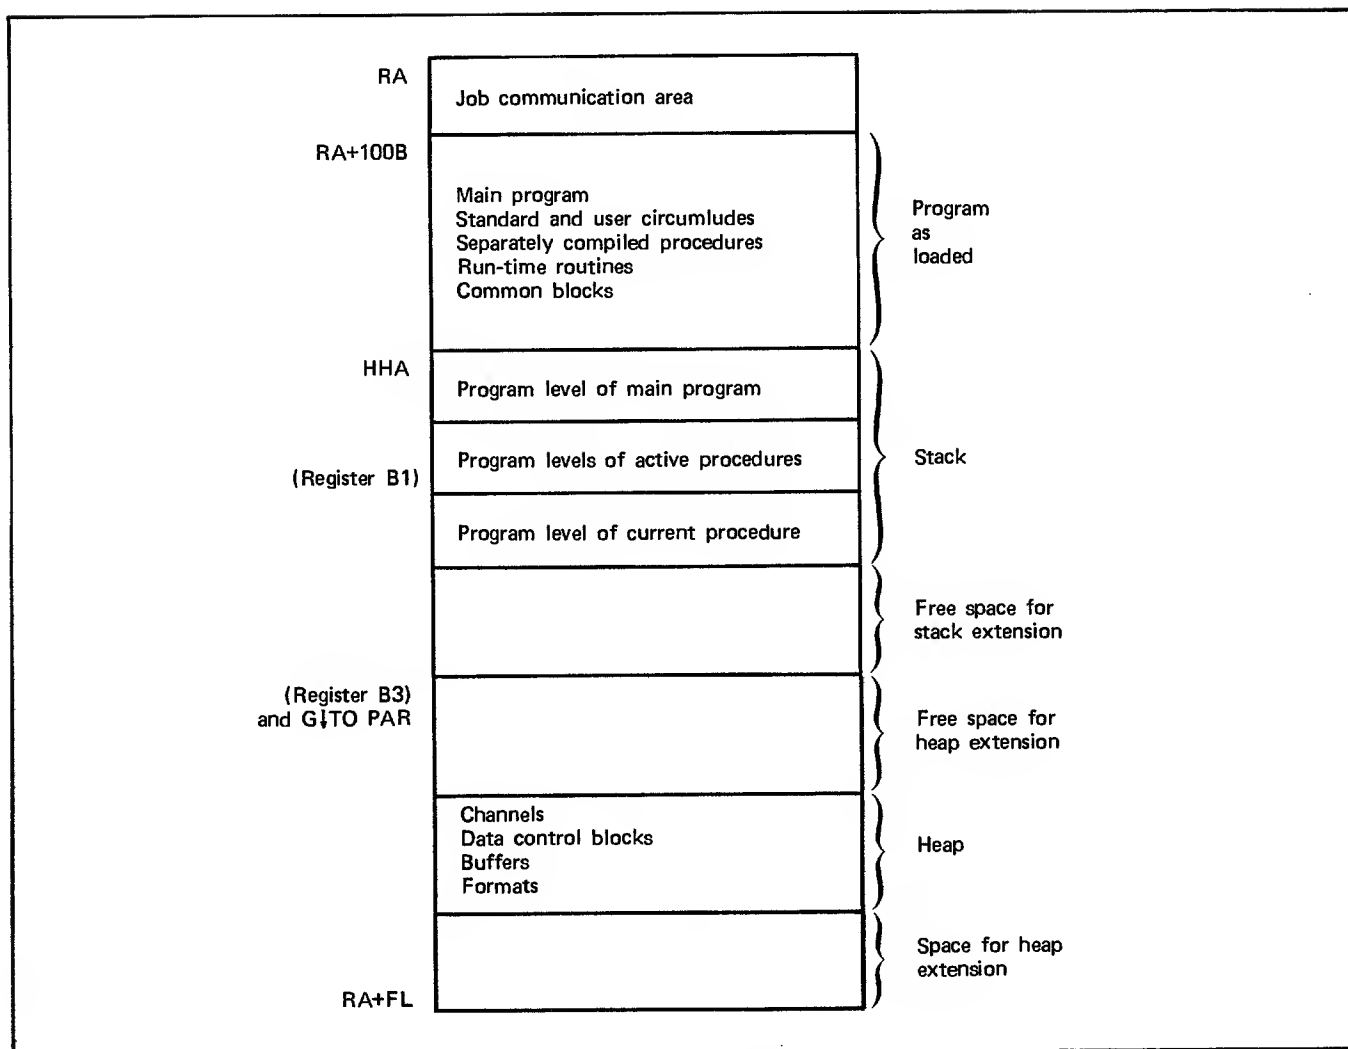 RA
Job communication area
RA+100B
Main program
Standard and user circumludes
Separately compiled procedures
Run-time routines
Common blocks
Program
as
loaded
HHA
Program level of main program
Program levels of active procedures
(Register B1)
Stack
Program level of current procedure
Free space for
stack extension
(Register B3)
and G↓TO PAR
Free space for
heap extension
Channels
Data control blocks
Buffers
Formats
Heap
Space for heap
extension
RA+FL